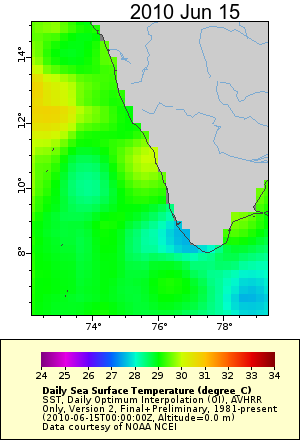 2010 Jun 15
14°
12°
10°
8°
74° 76° 78°
24 25 26 27 28 29 30 31 32 33 34
Daily Sea Surface Temperature (degree_C)
SST, Daily Optimum Interpolation (OI), AVHRR
Only, Version 2, Final+Preliminary, 1981-present
(2010-06-15T00:00:00Z, Altitude=0.0 m)
Data courtesy of NOAA NCEI